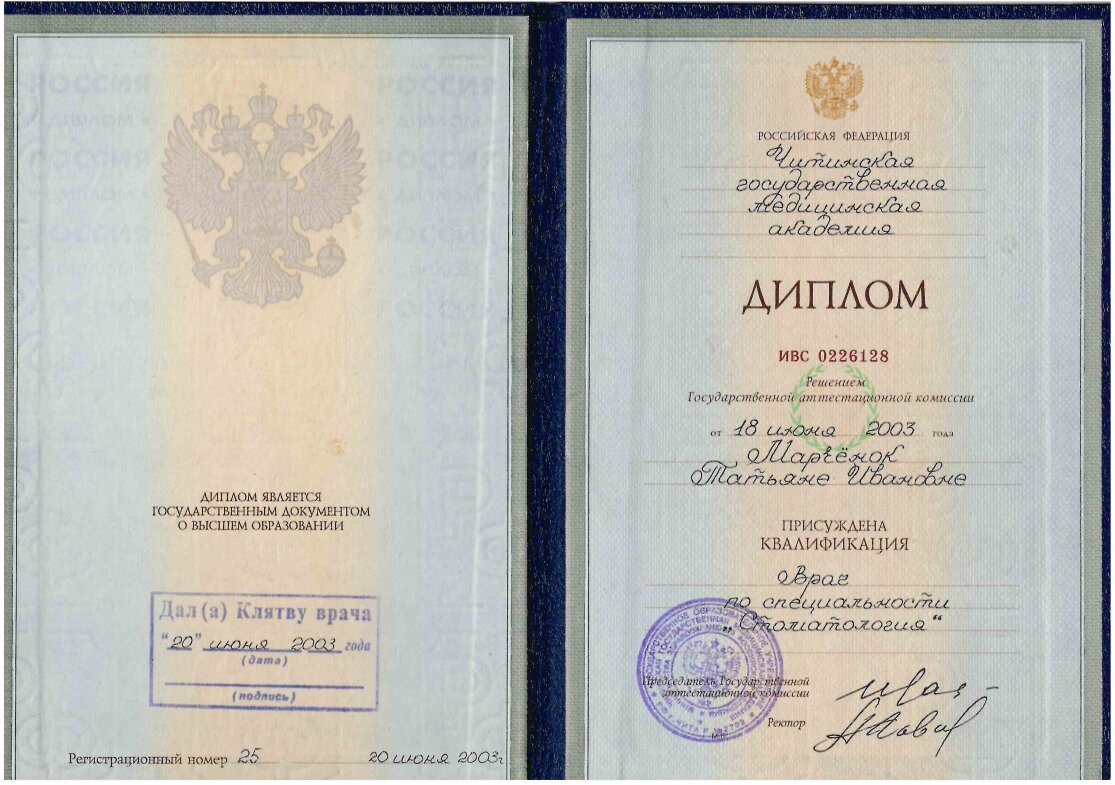 ДИПЛОМ ЯВЛЯЕТСЯ
ГОСУДАРСТВЕННЫМ ДОКУМЕНТОМ
О ВЫСШЕМ ОБРАЗОВАНИИ
Дал(а) Клятву врача
"20" июня 2003 года
(дата)
(подпись)
Регистрационный номер 25 20 июня 2003г
РОССИЙСКАЯ ФЕДЕРАЦИЯ
Читинская
государственная
медицинская
академия
ДИПЛОМ
ИВС 0226128
Решением
Государственной аттестационной комиссии
от 18 июня 2003 года
Марчёнок
Татьяне Ивановне
ПРИСУЖДЕНА
КВАЛИФИКАЦИЯ
Врач
по специальности
„Стоматология“
Председатель Государственной
аттестационной комиссии
Ректор